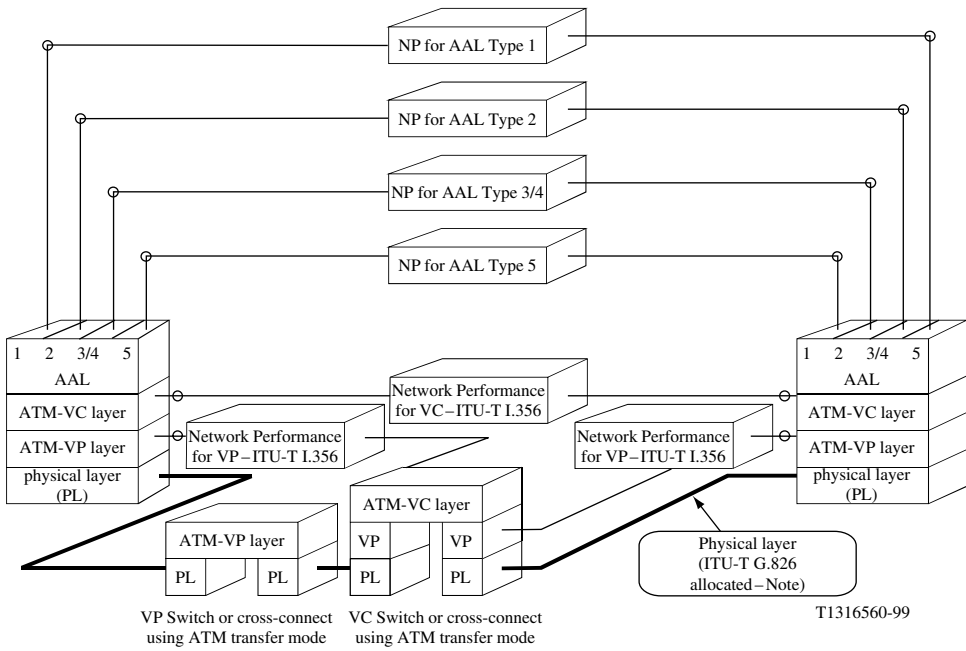 NP for AAL Type 1
NP for AAL Type 2
NP for AAL Type 3/4
NP for AAL Type 5
1 2 3/4 5
AAL
ATM-VC layer
ATM-VP layer
physical layer
(PL)
Network Performance
for VC–ITU-T I.356
Network Performance
for VP–ITU-T I.356
Network Performance
for VP–ITU-T I.356
1 2 3/4 5
AAL
ATM-VC layer
ATM-VP layer
physical layer
(PL)
ATM-VP layer
PL PL
ATM-VC layer
VP VP
PL PL
Physical layer
(ITU-T G.826
allocated–Note)
VP Switch or cross-connect
using ATM transfer mode
VC Switch or cross-connect
using ATM transfer mode
T1316560-99